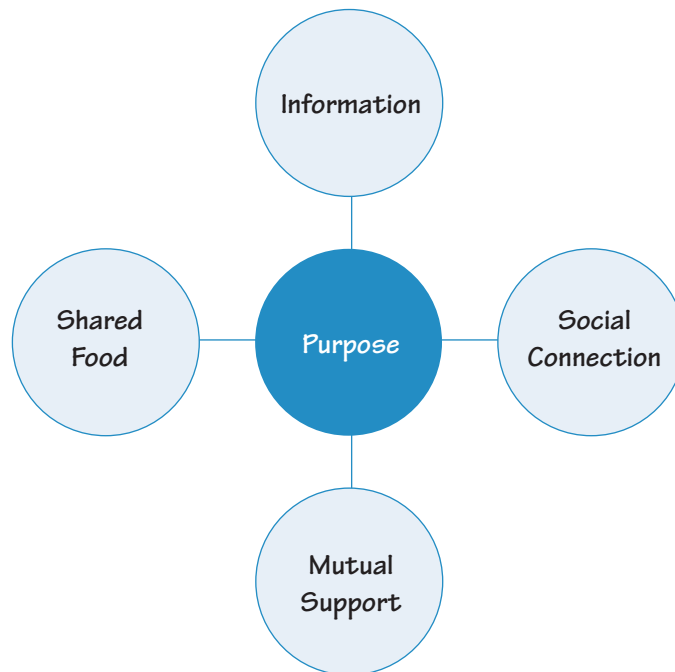 Information
Shared
Food
Purpose
Social
Connection
Mutual
Support